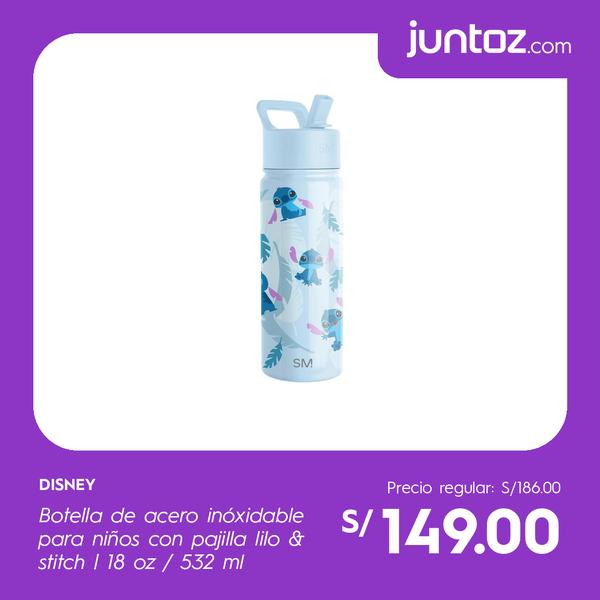 juntoz.com
SM
SM
DISNEY
Botella de acero inóxidable
para niños con pajilla lilo &
stitch | 18 oz / 532 ml
Precio regular: S/186.00
S/149.00